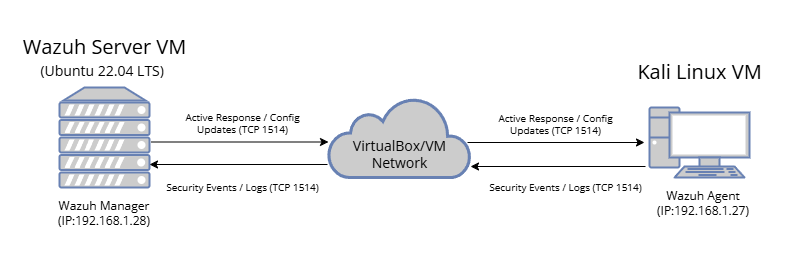 Wazuh Server VM
(Ubuntu 22.04 LTS)
Kali Linux VM
Active Response / Config
Updates (TCP 1514)
Active Response / Config
Updates (TCP 1514)
VirtualBox/VM
Network
Security Events / Logs (TCP 1514)
Security Events / Logs (TCP 1514)
Wazuh Manager
(IP:192.168.1.28)
Wazuh Agent
(IP:192.168.1.27)